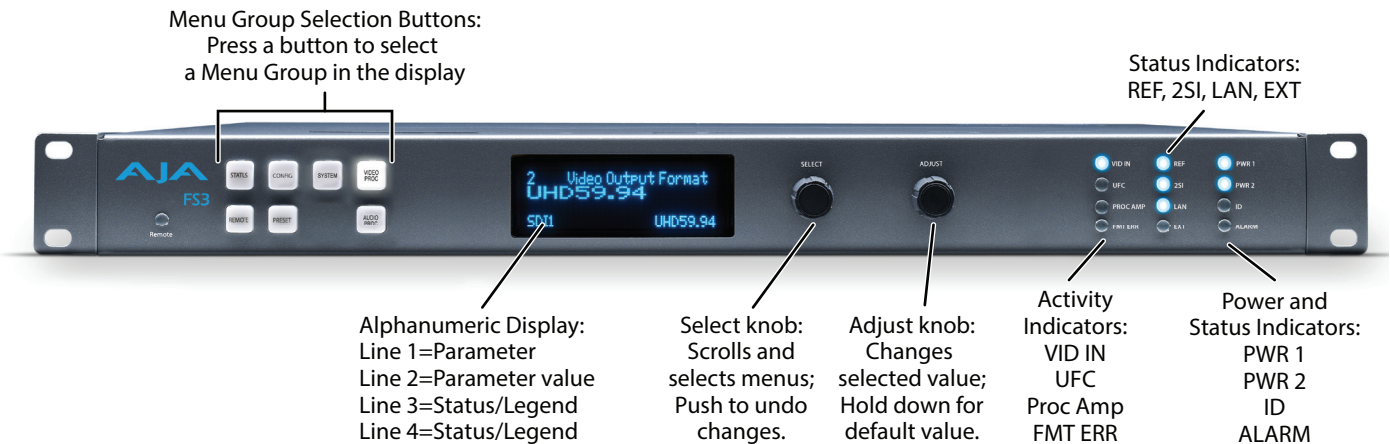 Menu Group Selection Buttons:
Press a button to select
a Menu Group in the display
Status Indicators:
REF, 2SI, LAN, EXT
AJA
FS3
Remote
STATUS
CONFIG
SYSTEM
VIDEO
PROC
REMOTE
PRESET
AUDIO
PROC
2 Video Output Format
UHD59.94
SDI1 UHD59.94
SELECT
ADJUST
VID IN
UFC
PROC AMP
FMT ERR
REF
2SI
LAN
EXT
PWR 1
PWR 2
ID
ALARM
Alphanumeric Display:
Line 1=Parameter
Line 2=Parameter value
Line 3=Status/Legend
Line 4=Status/Legend
Select knob:
Scrolls and
selects menus;
Push to undo
changes.
Adjust knob:
Changes
selected value;
Hold down for
default value.
Activity
Indicators:
VID IN
UFC
Proc Amp
FMT ERR
Power and
Status Indicators:
PWR 1
PWR 2
ID
ALARM